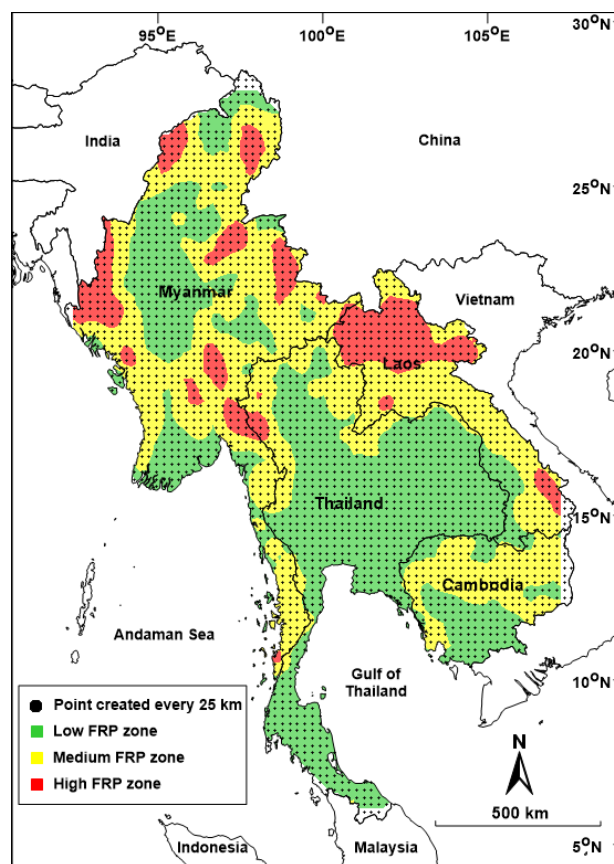 95°E
100°E
105°E
30°N
India
China
25°N
Myanmar
Vietnam
20°N
Laos
Thailand
15°N
Cambodia
Andaman Sea
Gulf of
Thailand
10°N
Point created every 25 km
Low FRP zone
Medium FRP zone
High FRP zone
N
500 km
Indonesia
Malaysia
5°N